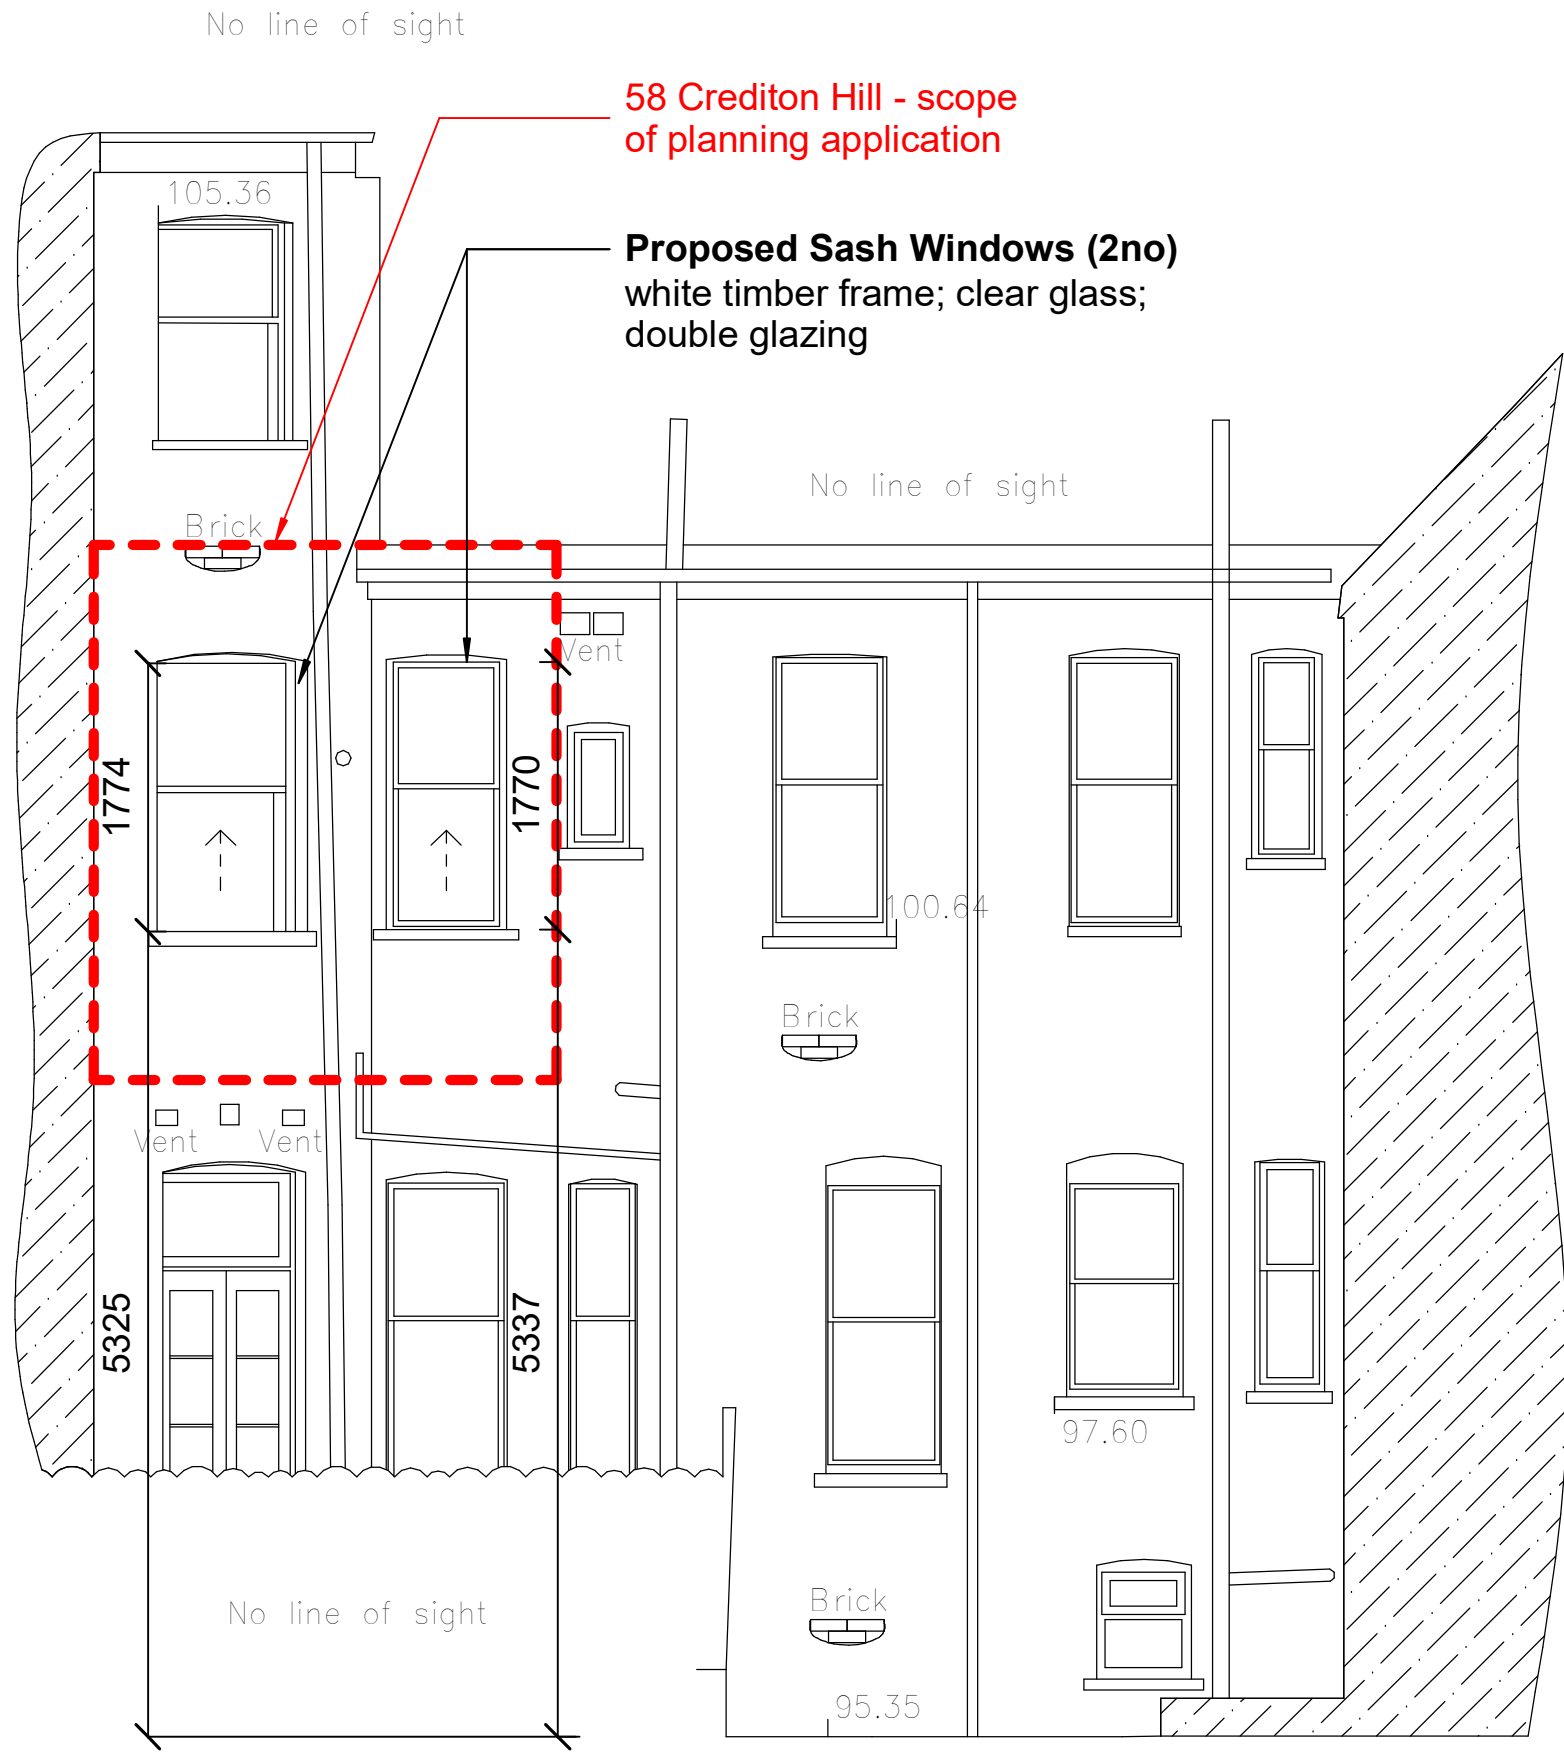 No line of sight
58 Crediton Hill - scope
of planning application
105.36
Proposed Sash Windows (2no)
white timber frame; clear glass;
double glazing
No line of sight
Brick
Vent
1774
1770
100.64
Brick
Vent
Vent
5325
5337
97.60
No line of sight
Brick
95.35